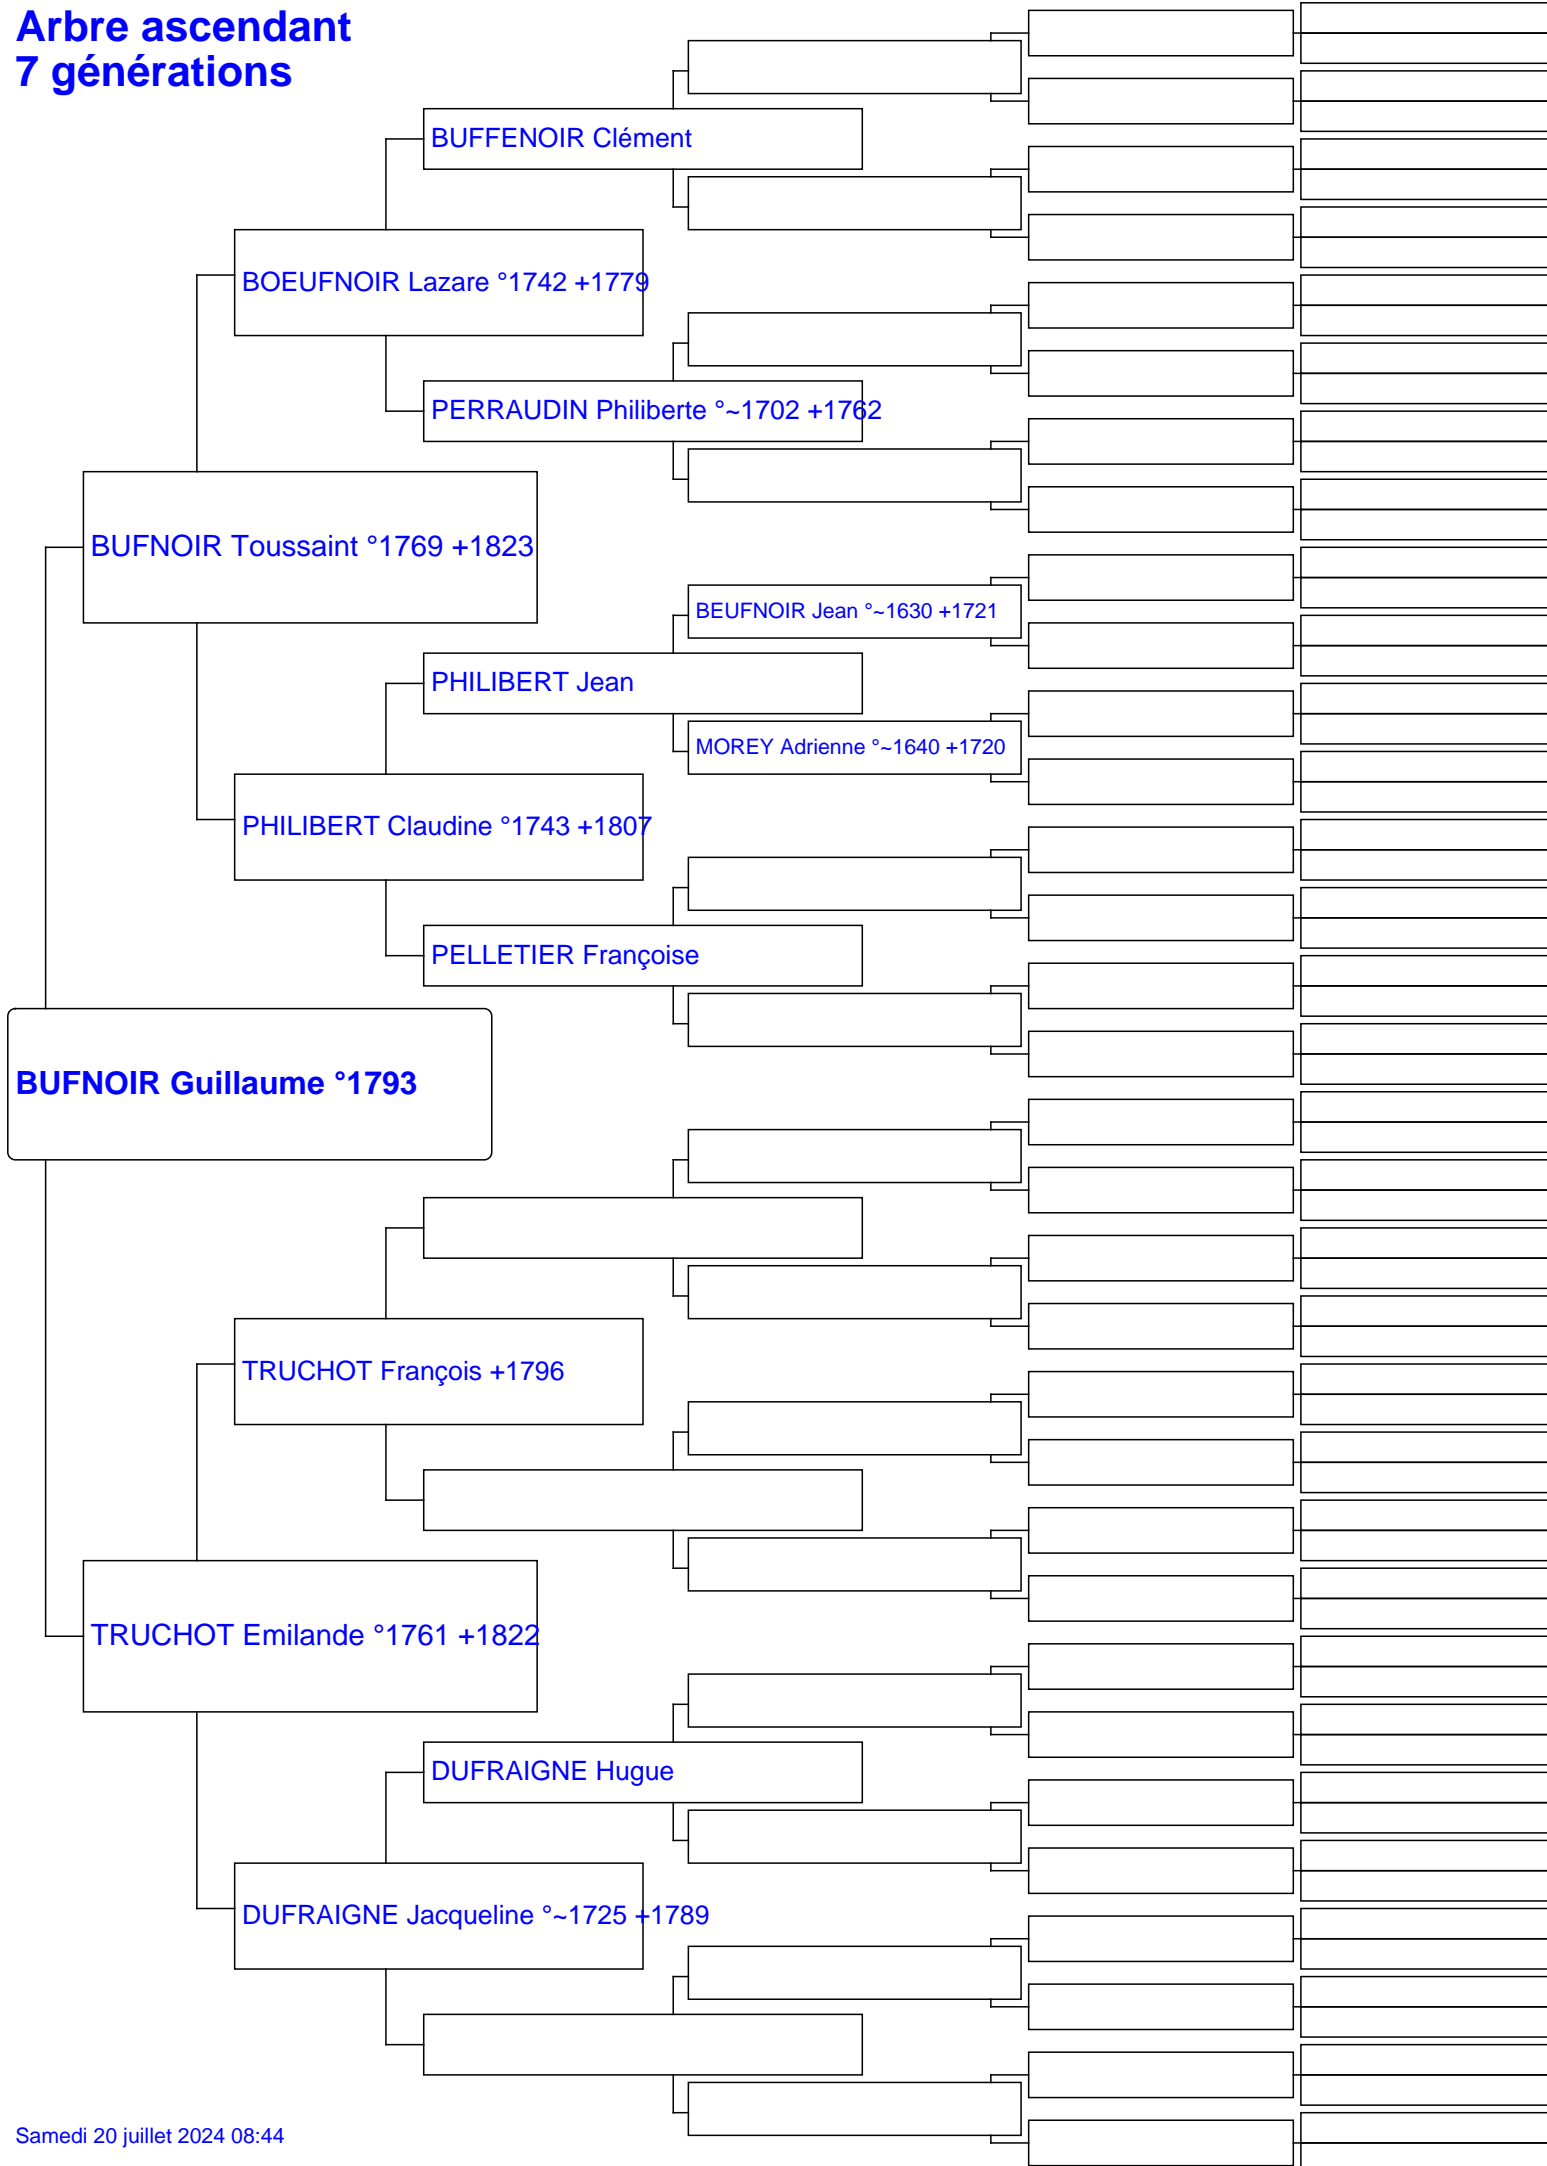 Arbre ascendant
7 générations
BUFFENOIR Clément
BOEUFNOIR Lazare °1742 +1779
PERRAUDIN Philiberte °~1702 +1762
BUFNOIR Toussaint °1769 +1823
BEUFNOIR Jean °~1630 +1721
PHILIBERT Jean
MOREY Adrienne °~1640 +1720
PHILIBERT Claudine °1743 +1807
PELLETIER Françoise
BUFNOIR Guillaume °1793
TRUCHOT François +1796
TRUCHOT Emilande °1761 +1822
DUFRAIGNE Hugue
DUFRAIGNE Jacqueline °~1725 +1789
Samedi 20 juillet 2024 08:44